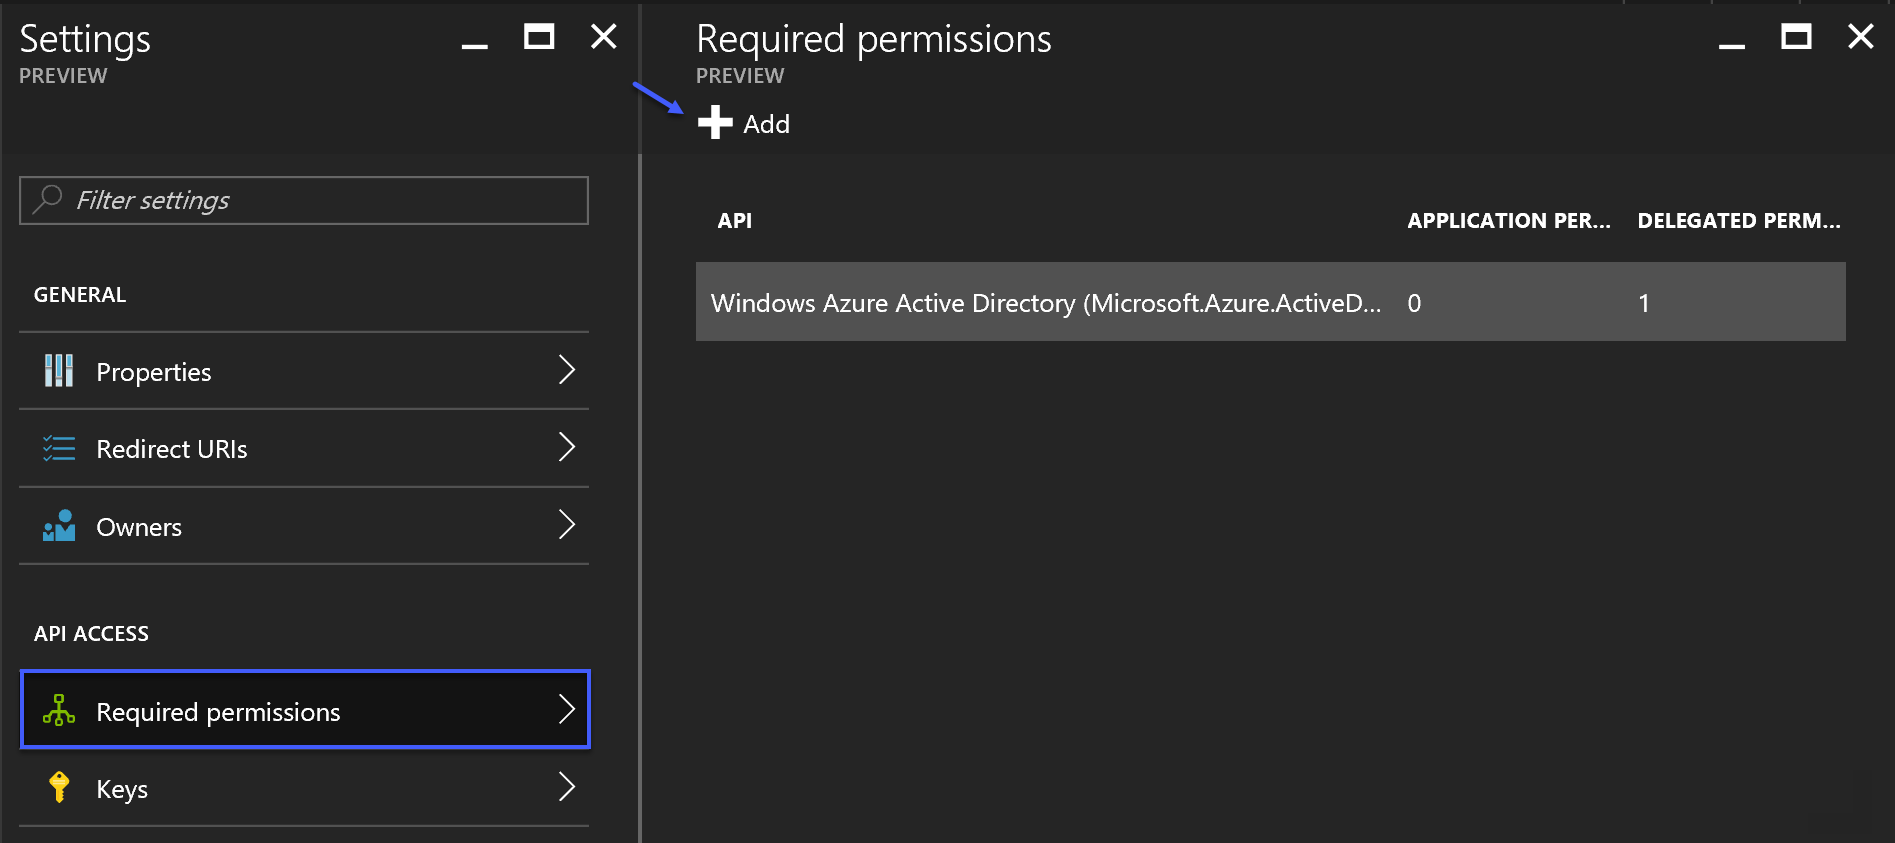 Settings
PREVIEW
Filter settings
GENERAL
Properties
Redirect URIs
Owners
API ACCESS
Required permissions
Keys
Required permissions
PREVIEW
Add
API APPLICATION PER... DELEGATED PERM...
Windows Azure Active Directory (Microsoft.Azure.ActiveD... 0 1